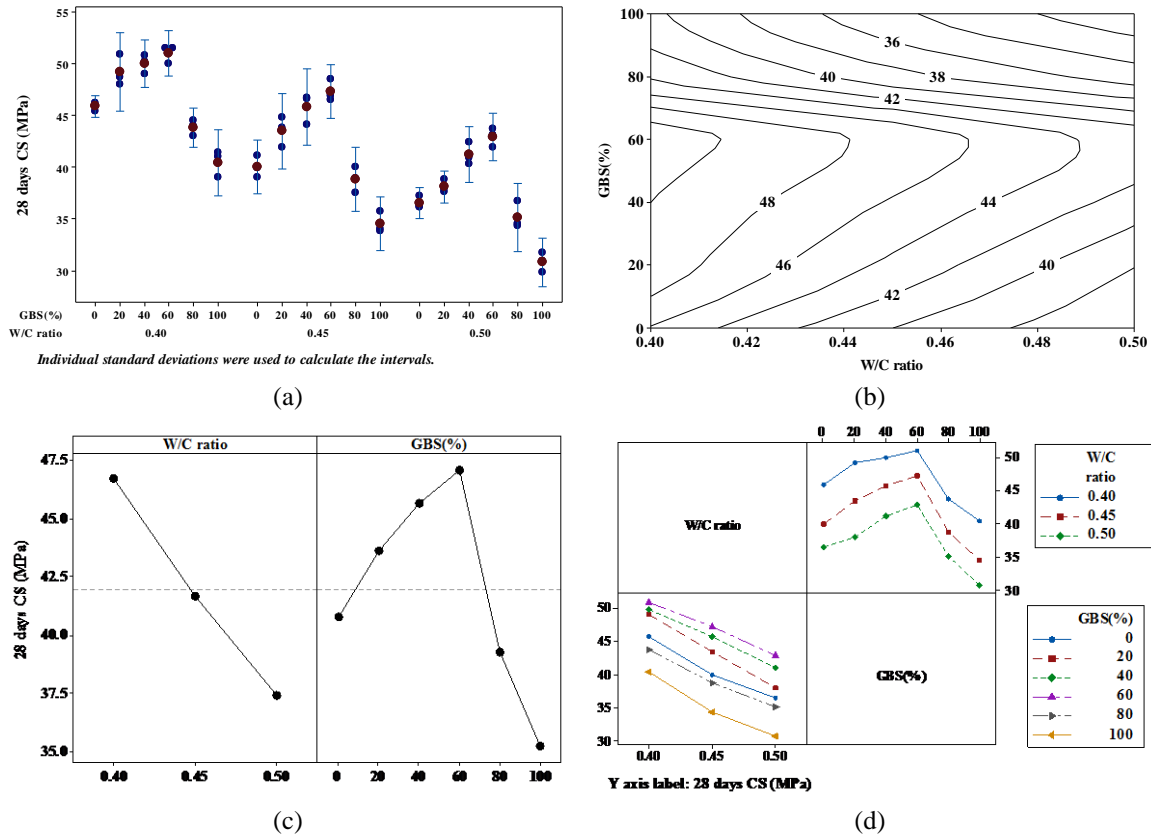 55
50
45
40
35
30
28 days CS (MPa)
GBS(%) 0 20 40 60 80 100 0 20 40 60 80 100 0 20 40 60 80 100
W/C ratio 0.40 0.45 0.50
Individual standard deviations were used to calculate the intervals.
(a)
100
80
60
40
20
0
GBS(%)
36
40
38
42
48
44
46
40
42
0.40 0.42 0.44 0.46 0.48 0.50
W/C ratio
(b)
W/C ratio GBS(%)
47.5
45.0
42.5
40.0
37.5
35.0
28 days CS (MPa)
0.40 0.45 0.50 0 20 40 60 80 100
(c)
0 20 40 60 80 100
W/C ratio
50
45
40
35
30
W/C
ratio
0.40
0.45
0.50
50
45
40
35
30
GBS(%)
GBS(%)
0
20
40
60
80
100
0.40 0.45 0.50
Y axis label: 28 days CS (MPa)
(d)